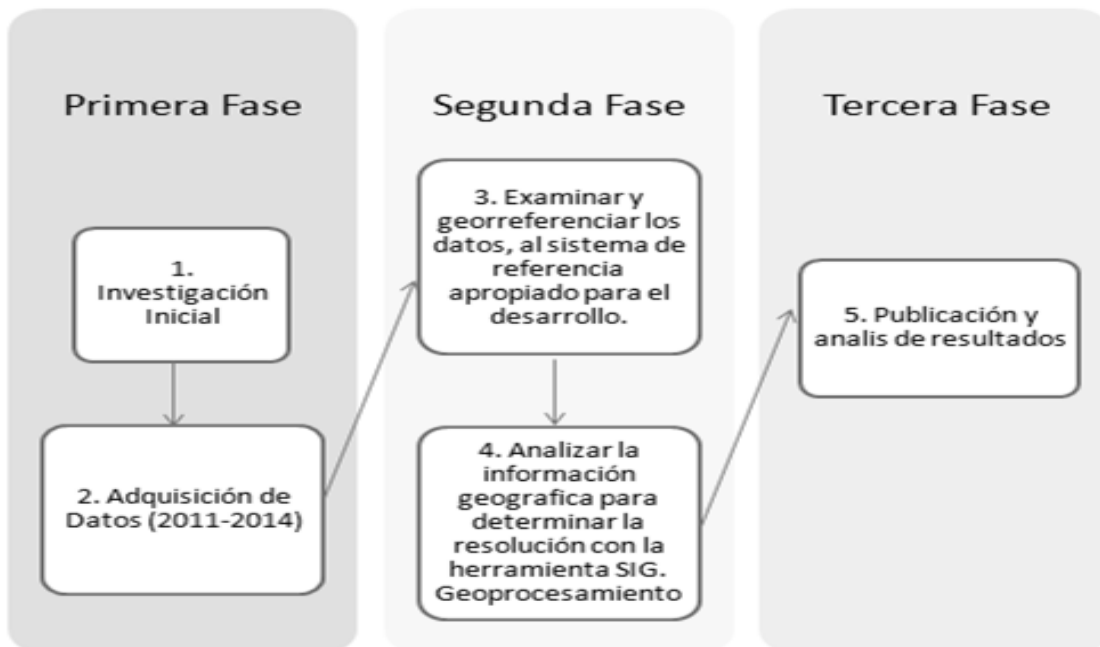 Primera Fase
1.
Investigación
Inicial
2. Adquisición de
Datos (2011-2014)
Segunda Fase
3. Examinar y
georreferenciar los
datos, al sistema de
referencia
apropiado para el
desarrollo.
4. Analizar la
información
geografica para
determinar la
resolución con la
herramienta SIG.
Geoprocesamiento
Tercera Fase
5. Publicación y
analis de resultados